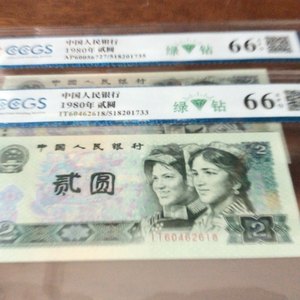 CCGS
中国人民银行
1980年 贰圆
绿 钻
66
CCGS
中国人民银行
1980年 贰圆
IT60462618/S18201733
绿 钻
66
中国人民银行
贰圆
2
IT60462618